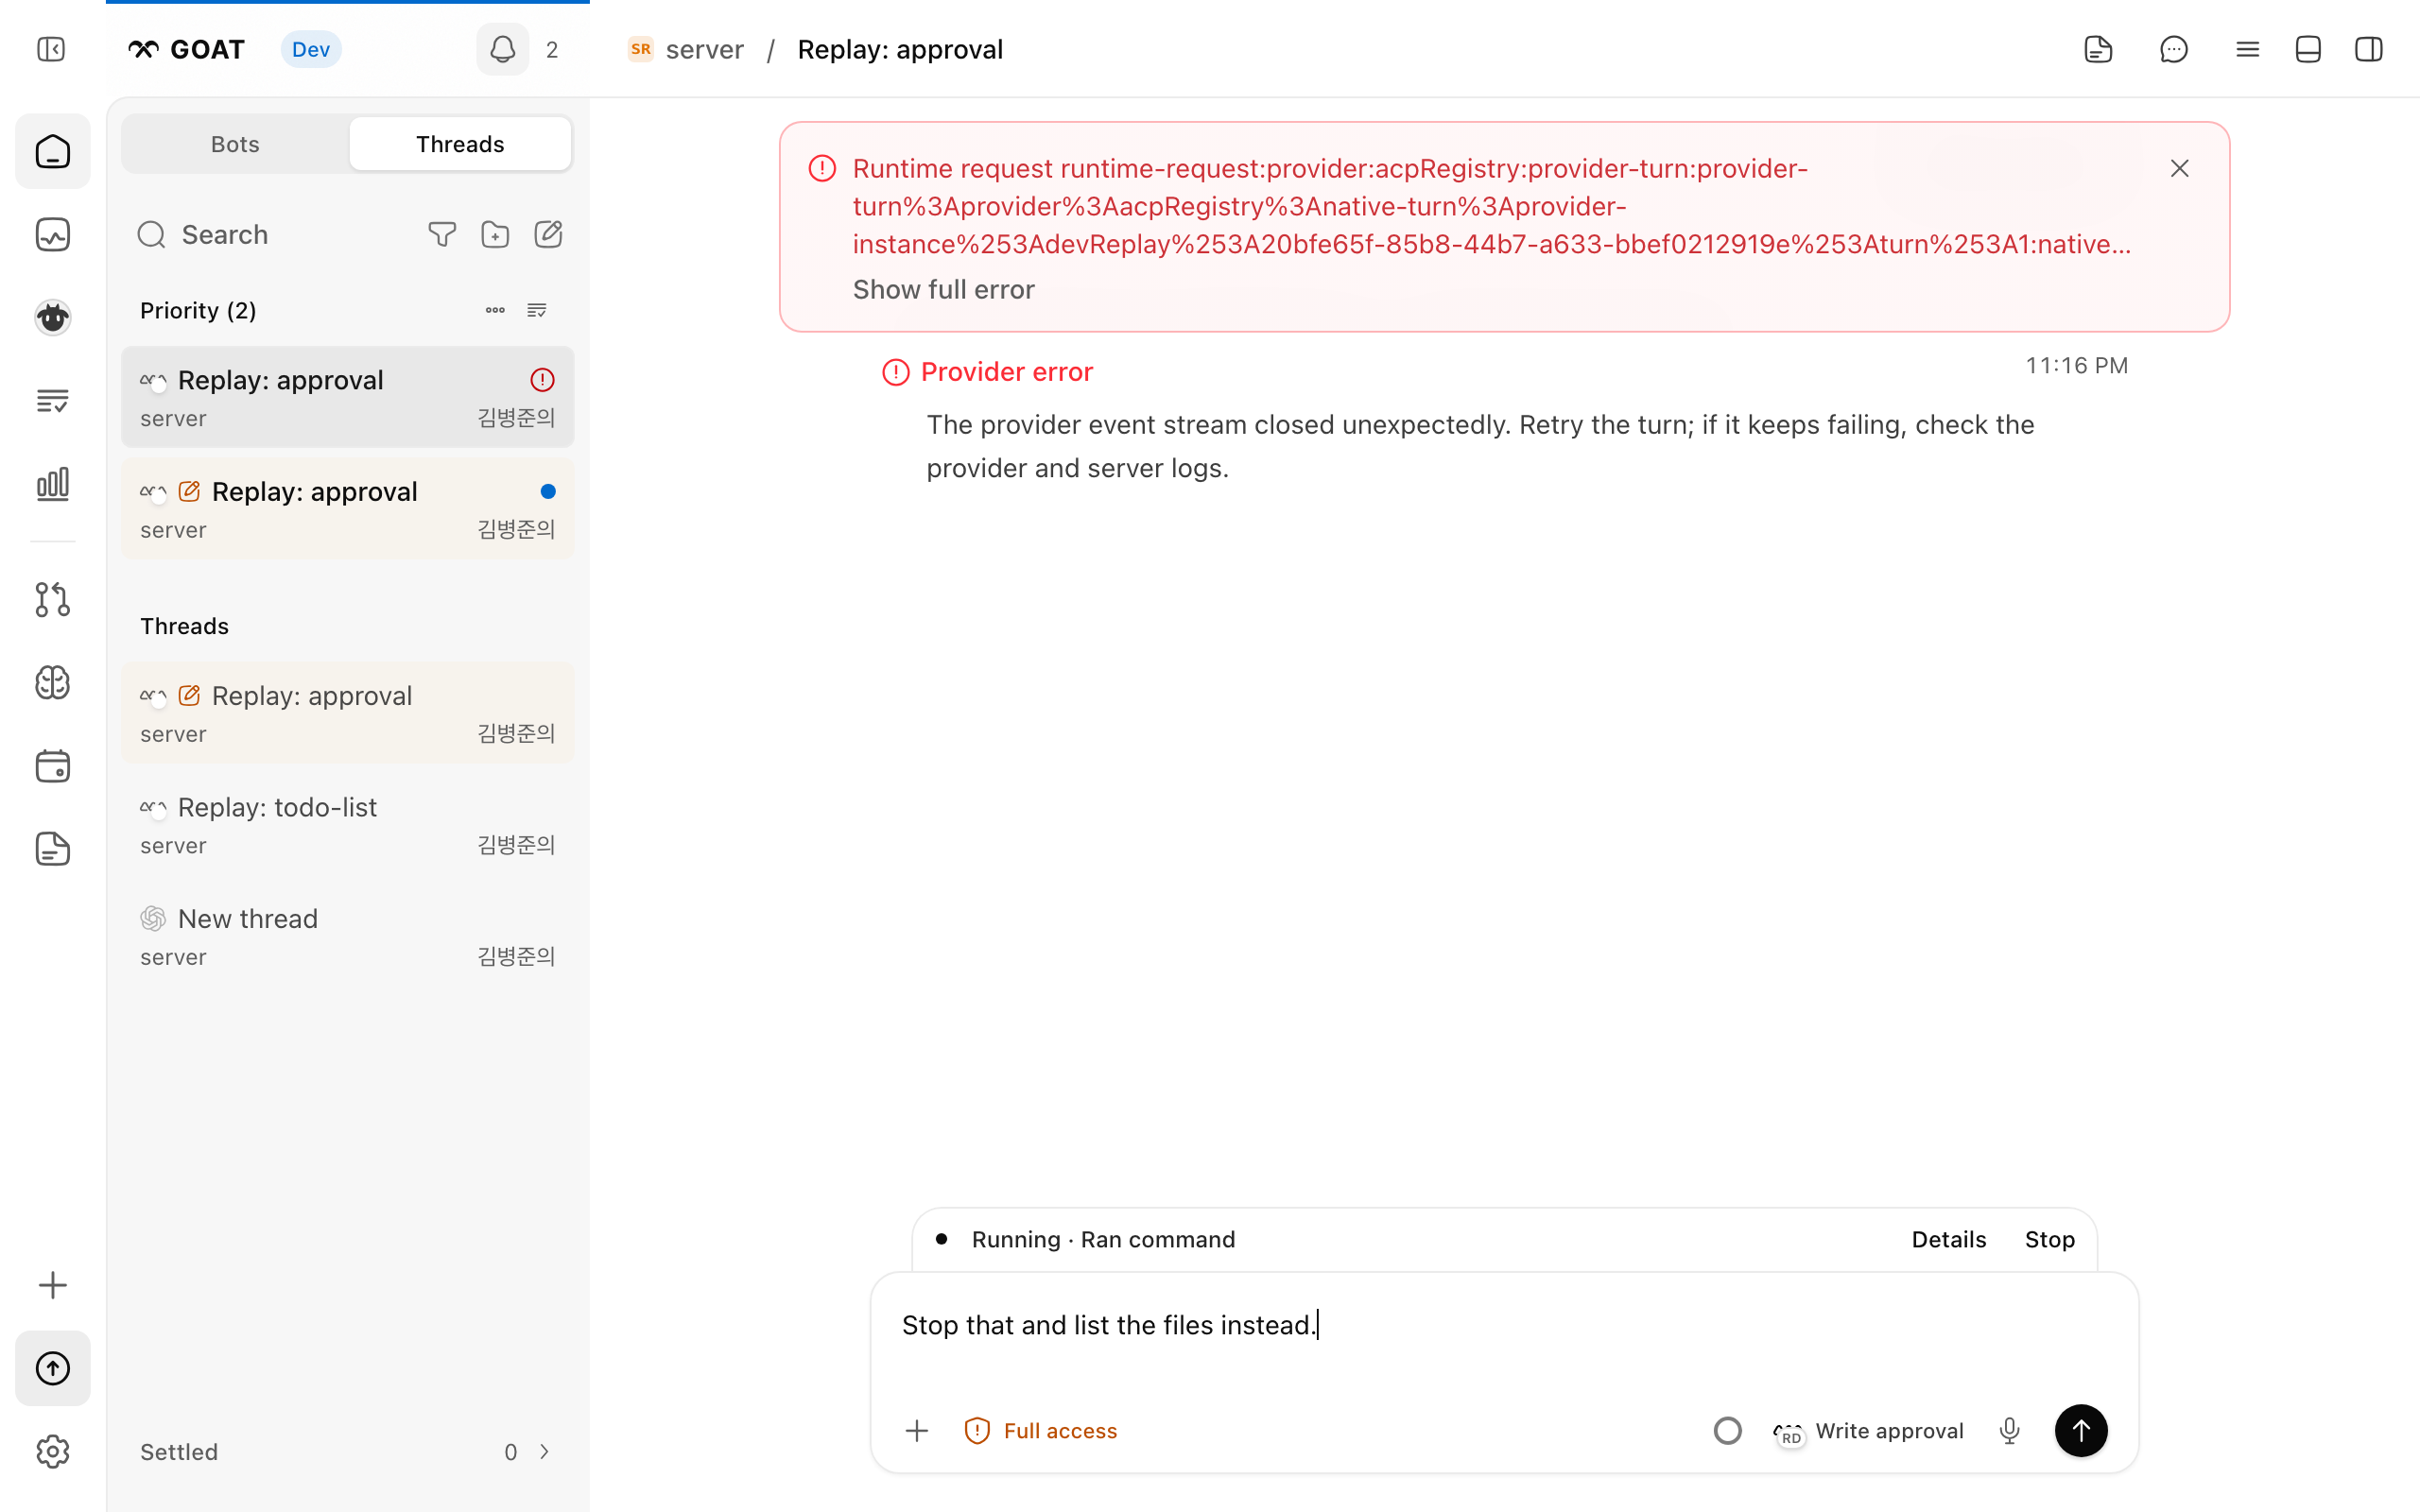 GOAT
Dev
2
SR server / Replay: approval
Bots
Threads
Search
Priority (2)
Replay: approval
server
김병준의
Replay: approval
server
김병준의
Threads
Replay: approval
server
김병준의
Replay: todo-list
server
김병준의
New thread
server
김병준의
Settled
0
Runtime request runtime-request:provider:acpRegistry:provider-turn:provider-
turn%3Aprovider%3AacpRegistry%3Anative-turn%3Aprovider-
instance%253AdevReplay%253A20bfe65f-85b8-44b7-a633-bbef0212919e%253Aturn%253A1:native...
Show full error
Provider error
11:16 PM
The provider event stream closed unexpectedly. Retry the turn; if it keeps failing, check the
provider and server logs.
Running · Ran command
Details
Stop
Stop that and list the files instead.
Full access
RD
Write approval